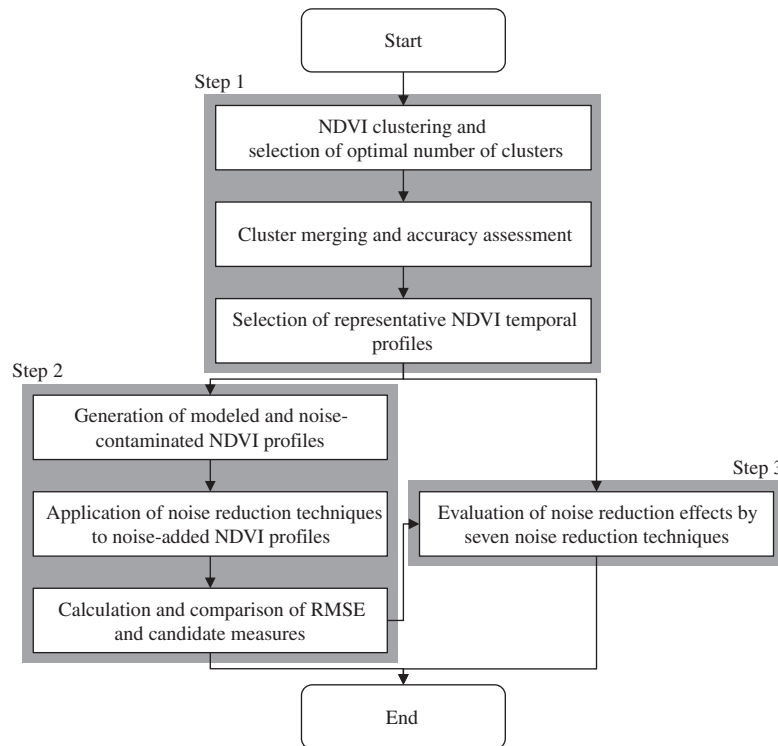 Start
Step 1
NDVI clustering and
selection of optimal number of clusters
Cluster merging and accuracy assessment
Selection of representative NDVI temporal
profiles
Step 2
Generation of modeled and noise-
contaminated NDVI profiles
Application of noise reduction techniques
to noise-added NDVI profiles
Calculation and comparison of RMSE
and candidate measures
Step 3
Evaluation of noise reduction effects by
seven noise reduction techniques
End